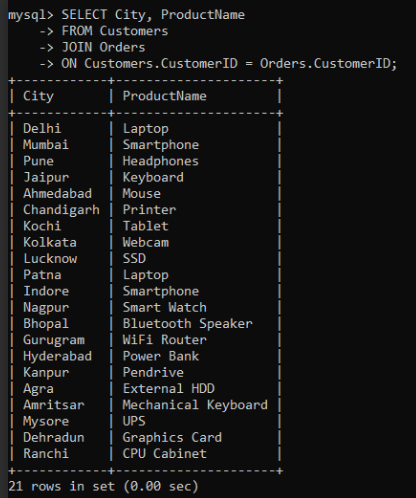 mysql> SELECT City, ProductName
    -> FROM Customers
    -> JOIN Orders
    -> ON Customers.CustomerID = Orders.CustomerID;
+------------+---------------------+
| City       | ProductName         |
+------------+---------------------+
| Delhi      | Laptop              |
| Mumbai     | Smartphone          |
| Pune       | Headphones          |
| Jaipur     | Keyboard            |
| Ahmedabad  | Mouse               |
| Chandigarh | Printer             |
| Kochi      | Tablet              |
| Kolkata    | Webcam              |
| Lucknow    | SSD                 |
| Patna      | Laptop              |
| Indore     | Smartphone          |
| Nagpur     | Smart Watch         |
| Bhopal     | Bluetooth Speaker   |
| Gurugram   | WiFi Router         |
| Hyderabad  | Power Bank          |
| Kanpur     | Pendrive            |
| Agra       | External HDD        |
| Amritsar   | Mechanical Keyboard |
| Mysore     | UPS                 |
| Dehradun   | Graphics Card       |
| Ranchi     | CPU Cabinet         |
+------------+---------------------+
21 rows in set (0.00 sec)